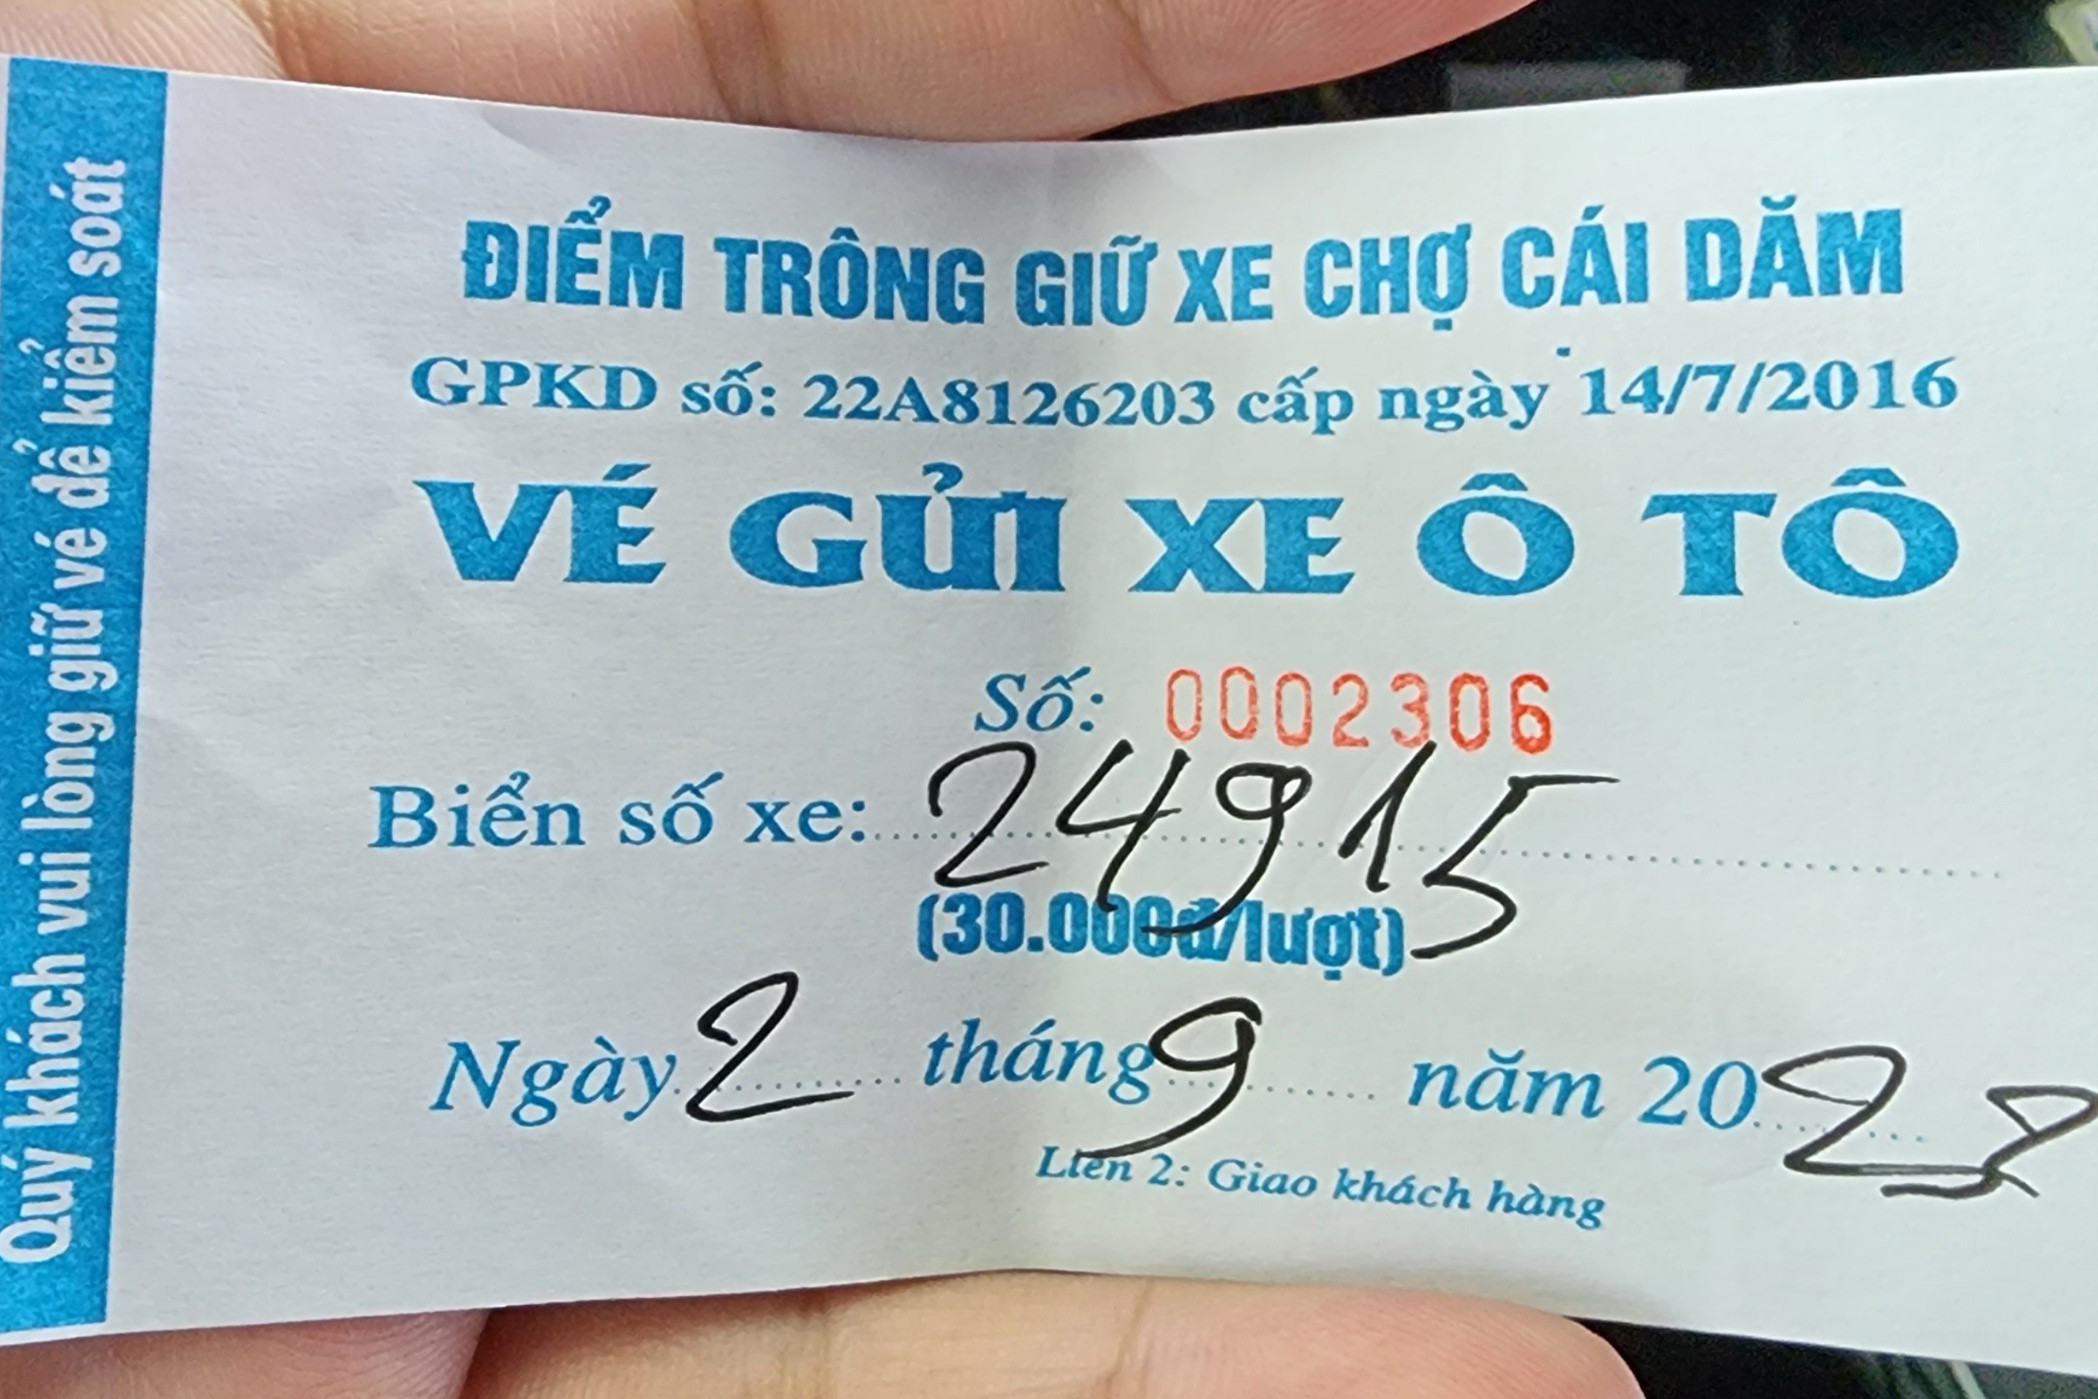 Quý khách vui lòng giữ vé để kiểm soát
ĐIỂM TRÔNG GIỮ XE CHỢ CÁI DĂM
GPKD số: 22A8126203 cấp ngày 14/7/2016
VÉ GỬI XE Ô TÔ
Số: 0002306
Biển số xe: 24915
(30.000đ/lượt)
Ngày 2 tháng 9 năm 202
Liên 2: Giao khách hàng